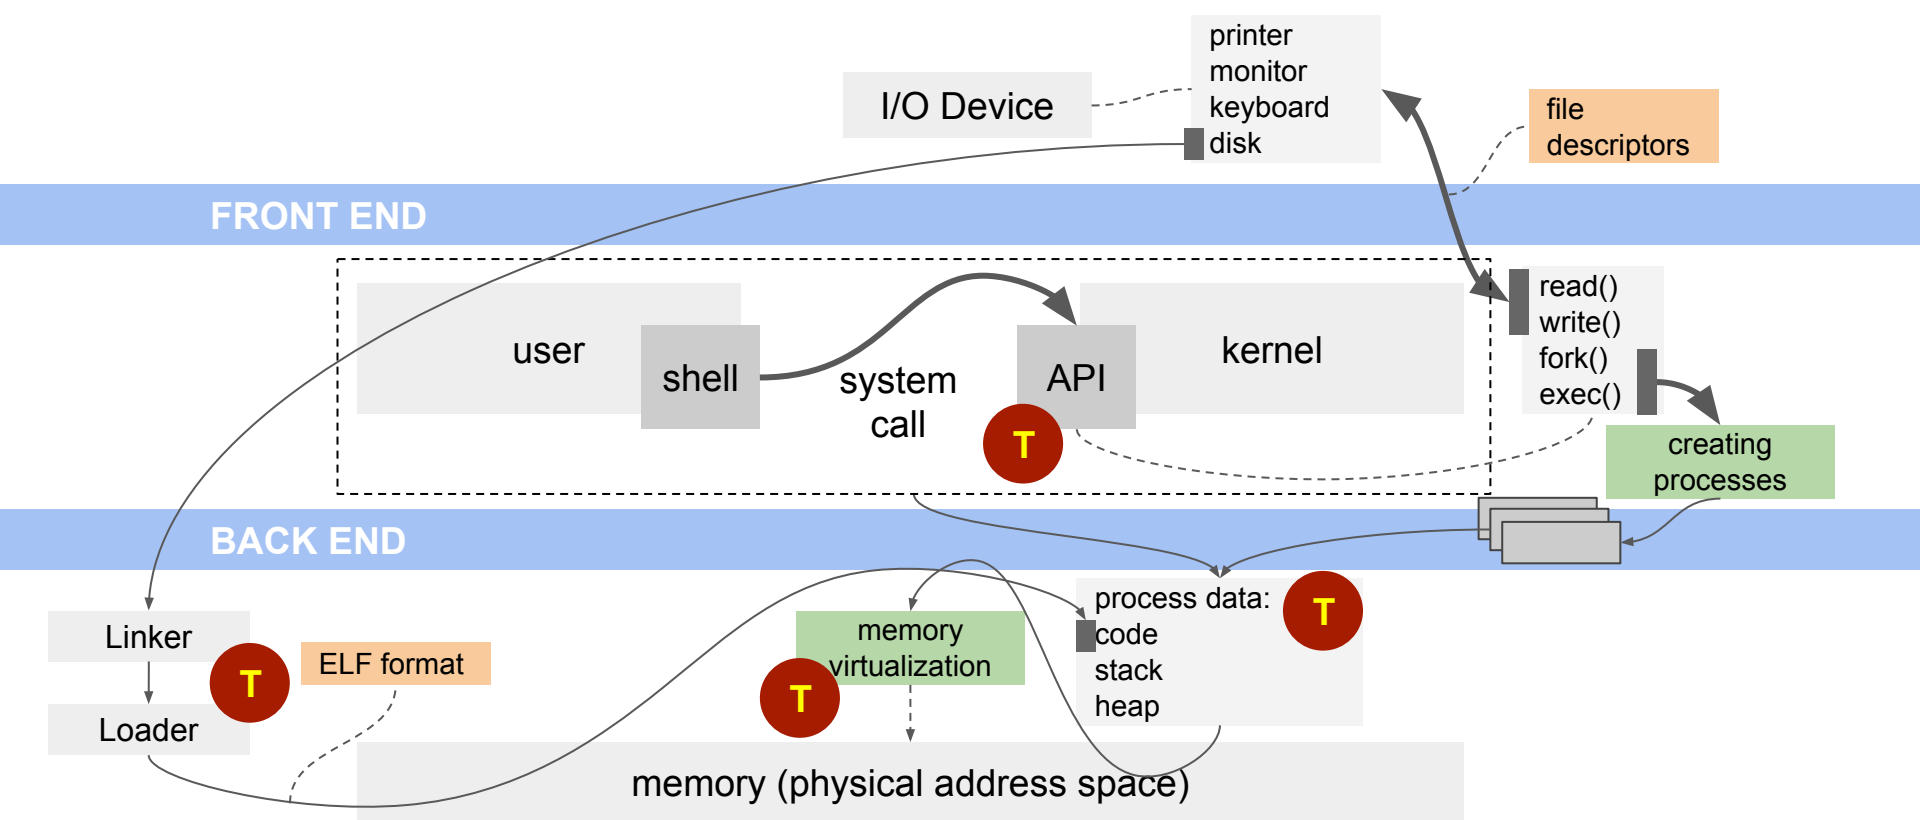 printer
monitor
keyboard
disk
I/O Device
file
descriptors
FRONT END
read()
write()
fork()
exec()
user
shell
system
call
API
kernel
T
creating
processes
BACK END
process data:
code
stack
heap
T
memory
virtualization
T
Linker
T
ELF format
Loader
memory (physical address space)